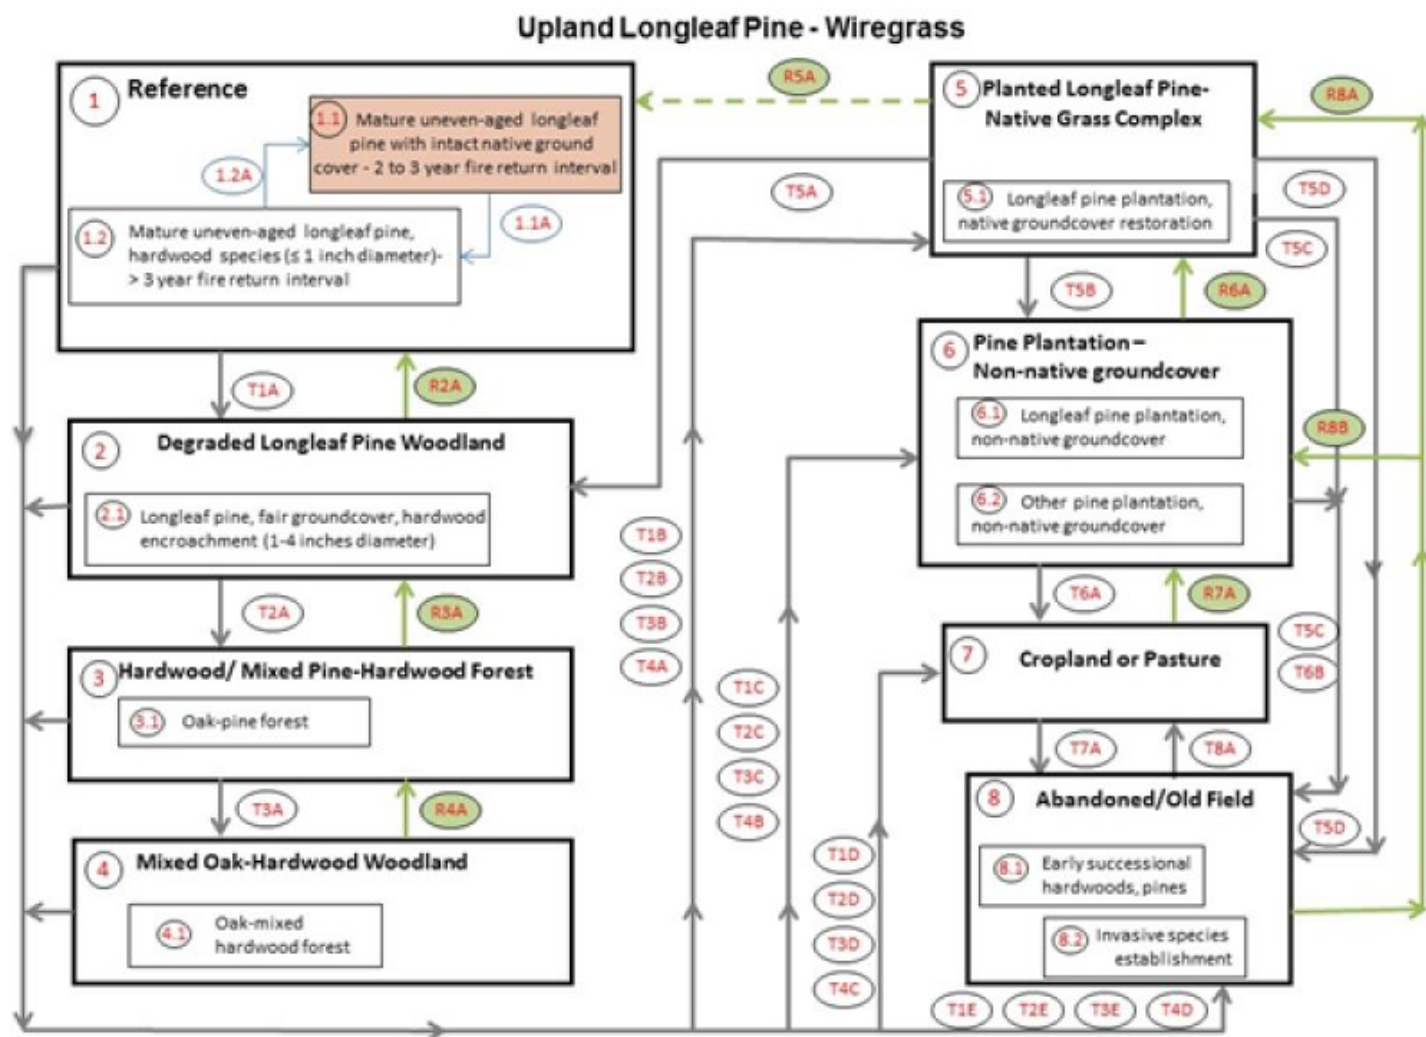 Upland Longleaf Pine - Wiregrass
1
Reference
1.1
Mature uneven-aged longleaf
pine with intact native ground
cover - 2 to 3 year fire return interval
1.2A
1.1A
1.2
Mature uneven-aged longleaf pine,
hardwood species (≤ 1 inch diameter)-
> 3 year fire return interval
T1A
R2A
2
Degraded Longleaf Pine Woodland
2.1
Longleaf pine, fair groundcover, hardwood
encroachment (1-4 inches diameter)
T2A
R3A
3
Hardwood/ Mixed Pine-Hardwood Forest
3.1
Oak-pine forest
T3A
R4A
4
Mixed Oak-Hardwood Woodland
4.1
Oak-mixed
hardwood forest
R5A
T5A
T1B
T2B
T3B
T4A
T1C
T2C
T3C
T4B
T1D
T2D
T3D
T4C
5
Planted Longleaf Pine-
Native Grass Complex
5.1
Longleaf pine plantation,
native groundcover restoration
R8A
T5D
T5C
T5B
R6A
6
Pine Plantation –
Non-native groundcover
6.1
Longleaf pine plantation,
non-native groundcover
6.2
Other pine plantation,
non-native groundcover
R8B
T6A
R7A
T5C
T6B
7
Cropland or Pasture
T7A
T8A
8
Abandoned/Old Field
T5D
8.1
Early successional
hardwoods, pines
8.2
Invasive species
establishment
T1E
T2E
T3E
T4D